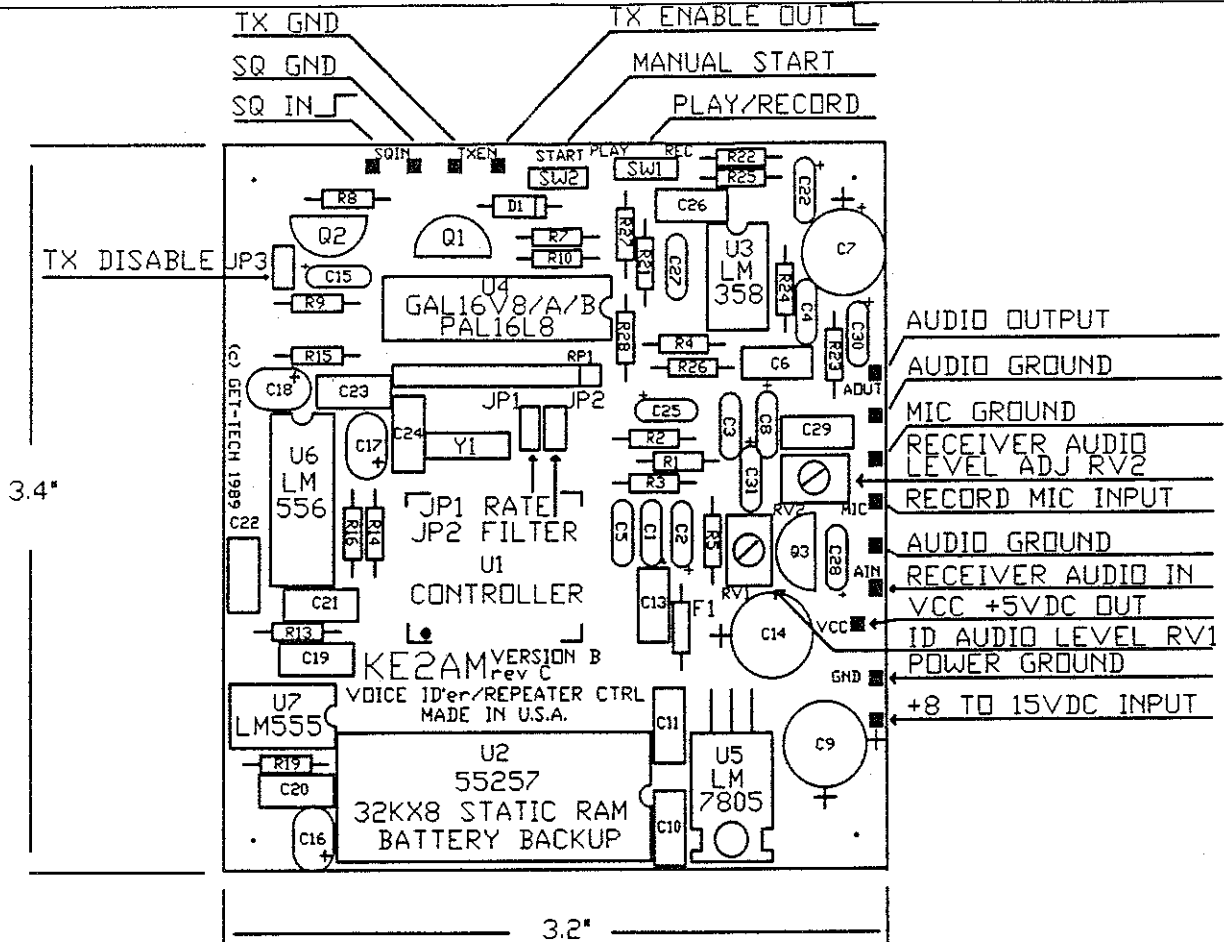 TX GND
TX ENABLE OUT
SQ GND
MANUAL START
SQ IN
PLAY/RECORD
SQIN
TXEN
START
PLAY
REC
SW2
SW1
R22
R25
C22
R8
D1
C26
Q2
Q1
R7
R10
R27
R21
C27
U3
LM
358
R24
C7
TX DISABLE
JP3
C15
R9
U4
GAL16V8/A/B
PAL16L8
R28
C4
C30
R4
R26
C6
R23
AUDIO OUTPUT
AOUT
(c) GET-TECH 1989
R15
RP1
C18
C23
AUDIO GROUND
JP1
JP2
C25
C3
C8
C29
MIC GROUND
C17
C24
Y1
R2
R1
R3
C31
RECEIVER AUDIO
LEVEL ADJ RV2
U6
LM
556
3.4"
RV2
MIC
RECORD MIC INPUT
JP1 RATE
JP2 FILTER
C22
R16
R14
C5
C1
C2
R5
Q3
C28
AUDIO GROUND
U1
CONTROLLER
AIN
RECEIVER AUDIO IN
C21
C13
F1
RV1
VCC
VCC +5VDC OUT
R13
C14
ID AUDIO LEVEL RV1
C19
KE2AM VERSION B
rev C
GND
POWER GROUND
VOICE ID'er/REPEATER CTRL
MADE IN U.S.A.
U7
LM555
C11
C9
+8 TO 15VDC INPUT
R19
C20
C16
U2
55257
32KX8 STATIC RAM
BATTERY BACKUP
C10
U5
LM
7805
3.2"